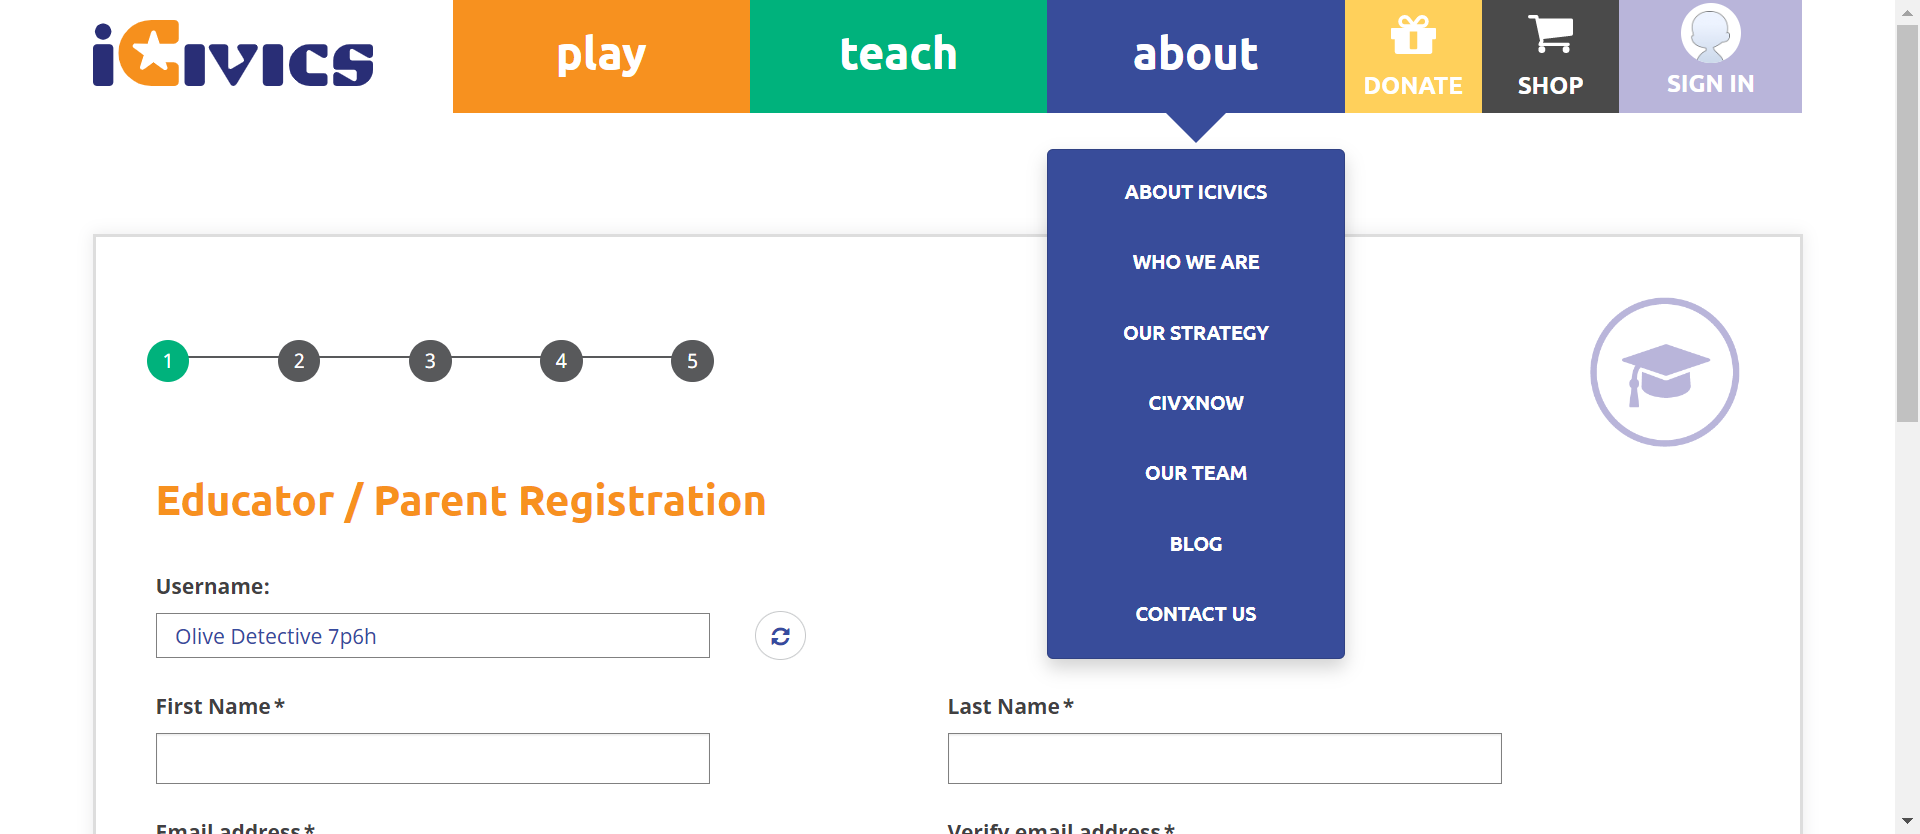 iCivics
play
teach
about
DONATE
SHOP
SIGN IN
ABOUT ICIVICS
WHO WE ARE
OUR STRATEGY
CIVXNOW
OUR TEAM
BLOG
CONTACT US
1 2 3 4 5
Educator / Parent Registration
Username:
Olive Detective 7p6h
First Name*
Last Name*
Email address*
Verify email address*